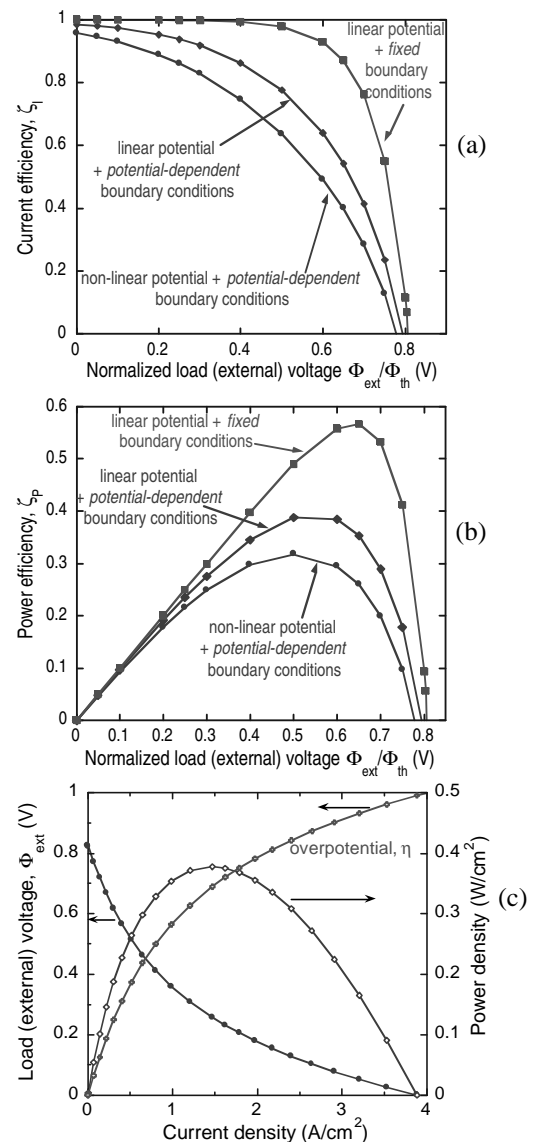 linear potential
+ fixed
boundary
conditions
1
0.8
0.6
0.4
0.2
0
Current efficiency, ζI
linear potential
+ potential-dependent
boundary conditions
non-linear potential + potential-dependent
boundary conditions
(a)
0 0.2 0.4 0.6 0.8
Normalized load (external) voltage Φext/Φth (V)
0.6
0.5
0.4
0.3
0.2
0.1
0
Power efficiency, ζP
linear potential + fixed
boundary conditions
linear potential
+ potential-dependent
boundary conditions
non-linear potential
+ potential-dependent
boundary conditions
(b)
0 0.1 0.2 0.3 0.4 0.5 0.6 0.7 0.8
Normalized load (external) voltage Φext/Φth (V)
1
0.8
0.6
0.4
0.2
0
Load (external) voltage, Φext (V)
overpotential, η
0.5
0.4
0.3
0.2
0.1
0
Power density (W/cm2)
(c)
0 1 2 3 4
Current density (A/cm2)